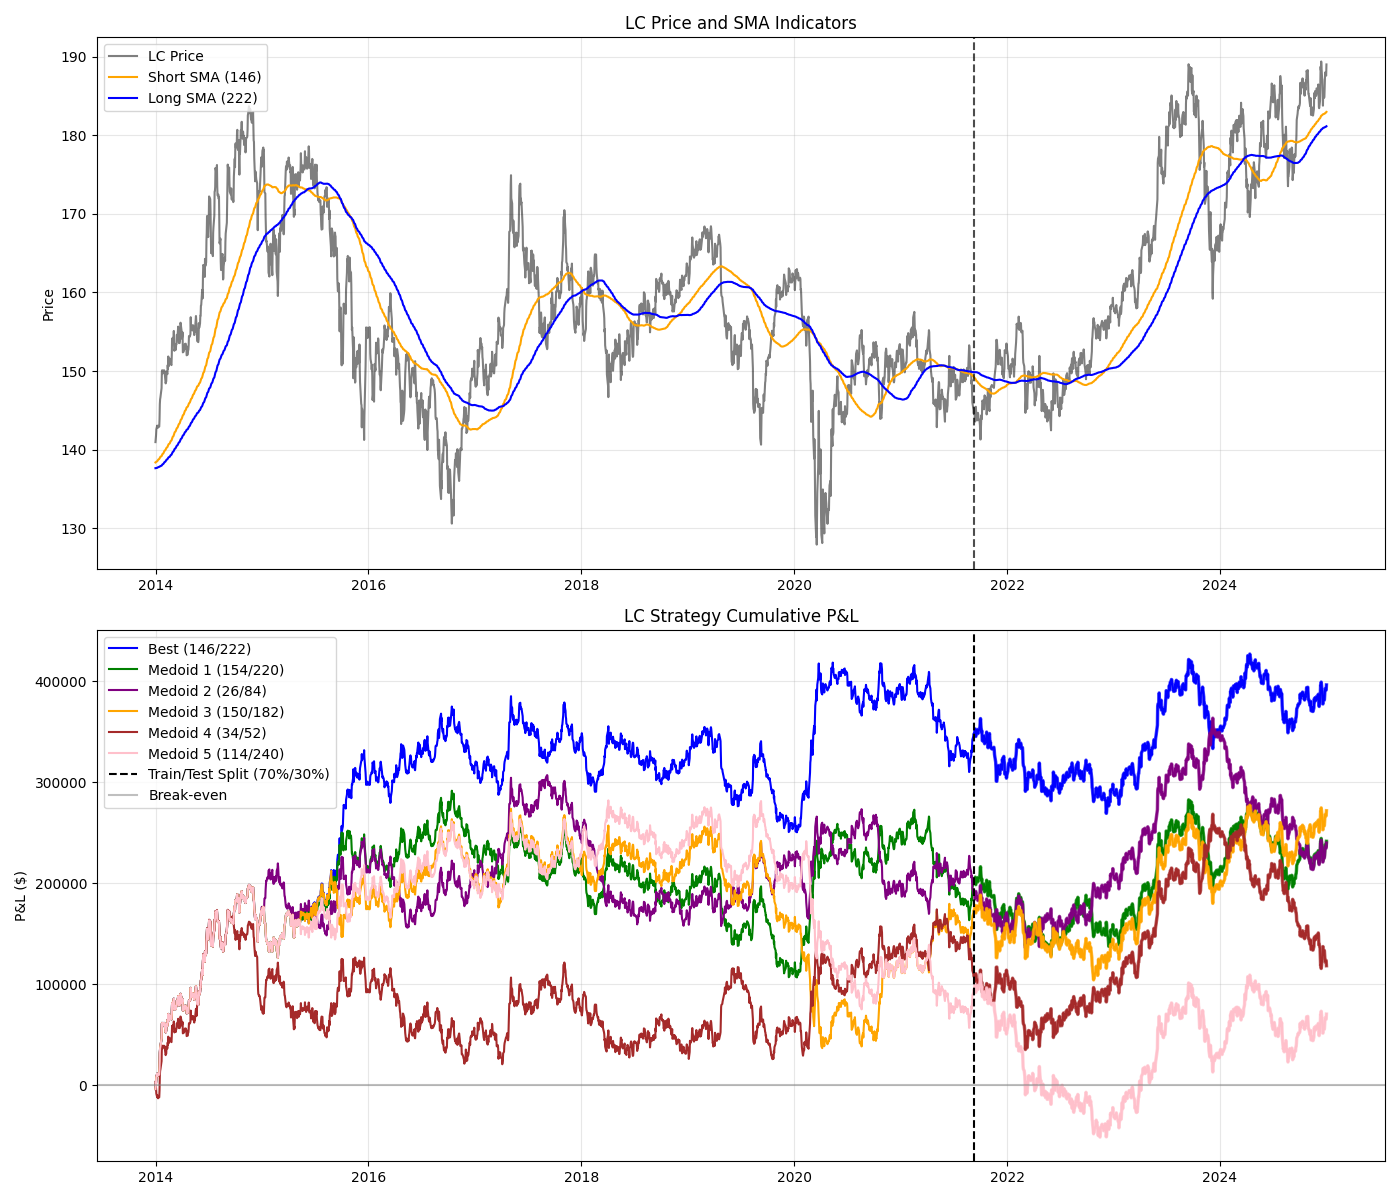 LC Price and SMA Indicators
LC Price
Short SMA (146)
Long SMA (222)
Price
190
180
170
160
150
140
130
2014
2016
2018
2020
2022
2024
LC Strategy Cumulative P&L
Best (146/222)
Medoid 1 (154/220)
Medoid 2 (26/84)
Medoid 3 (150/182)
Medoid 4 (34/52)
Medoid 5 (114/240)
Train/Test Split (70%/30%)
Break-even
P&L ($)
400000
300000
200000
100000
0
2014
2016
2018
2020
2022
2024